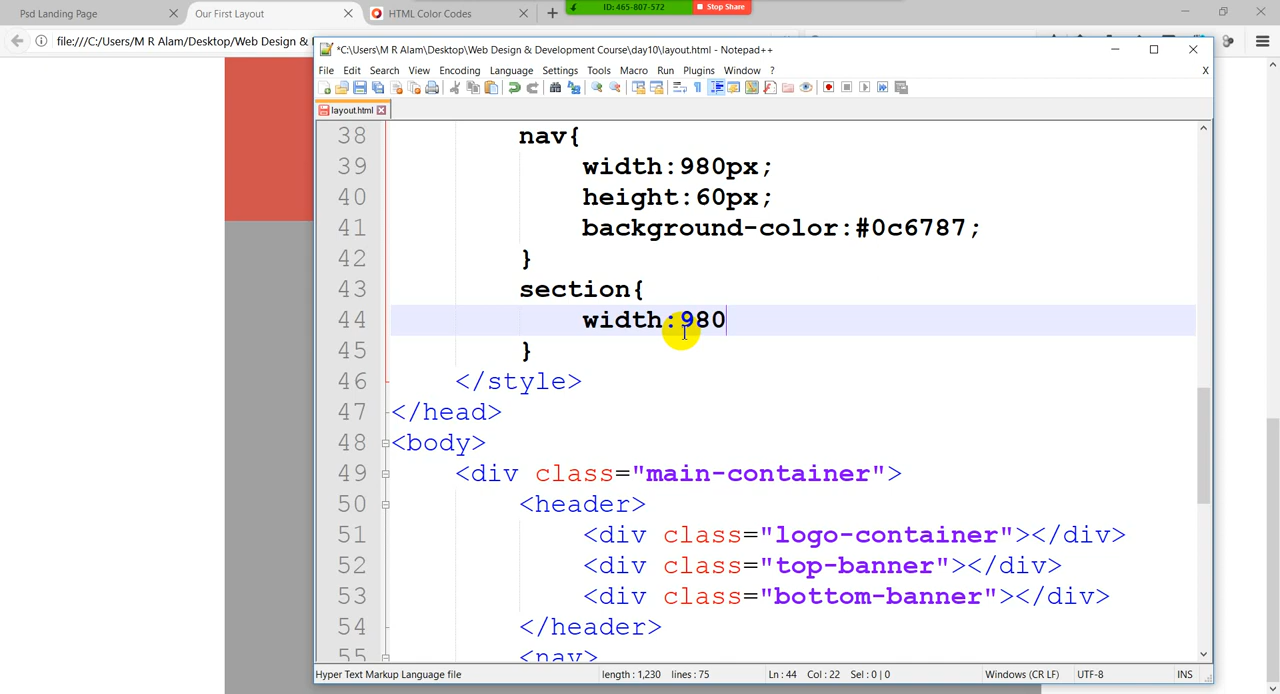 Psd Landing Page
Our First Layout
HTML Color Codes
ID: 465-807-572
Stop Share
file:///C:/Users/M R Alam/Desktop/Web Design &
*C:\Users\M R Alam\Desktop\Web Design & Development Course\day10\layout.html - Notepad++
File Edit Search View Encoding Language Settings Tools Macro Run Plugins Window ?
X
layout.html
38 nav{
39 width:980px;
40 height:60px;
41 background-color:#0c6787;
42 }
43 section{
44 width:980
45 }
46 </style>
47 </head>
48 <body>
49 <div class="main-container">
50 <header>
51 <div class="logo-container"></div>
52 <div class="top-banner"></div>
53 <div class="bottom-banner"></div>
54 </header>
55 <nav>
Hyper Text Markup Language file length : 1,230 lines : 75 Ln : 44 Col : 22 Sel : 0 | 0 Windows (CR LF) UTF-8 INS